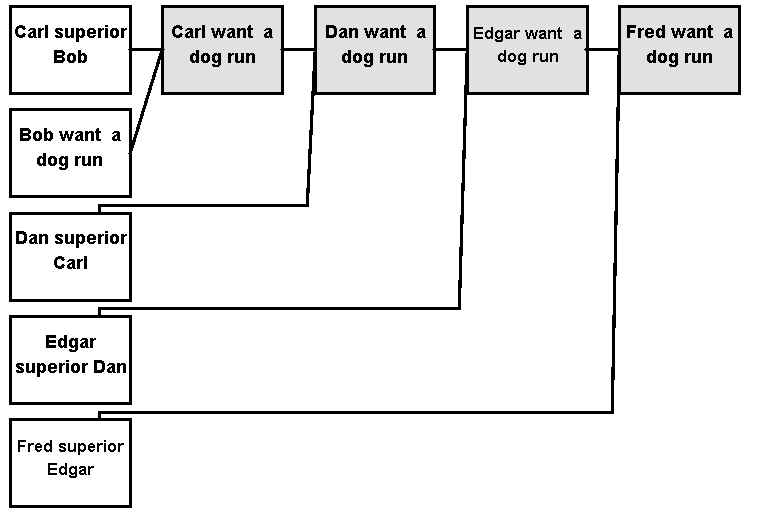 Carl superior
Bob
Carl want a
dog run
Dan want a
dog run
Edgar want a
dog run
Fred want a
dog run
Bob want a
dog run
Dan superior
Carl
Edgar
superior Dan
Fred superior
Edgar